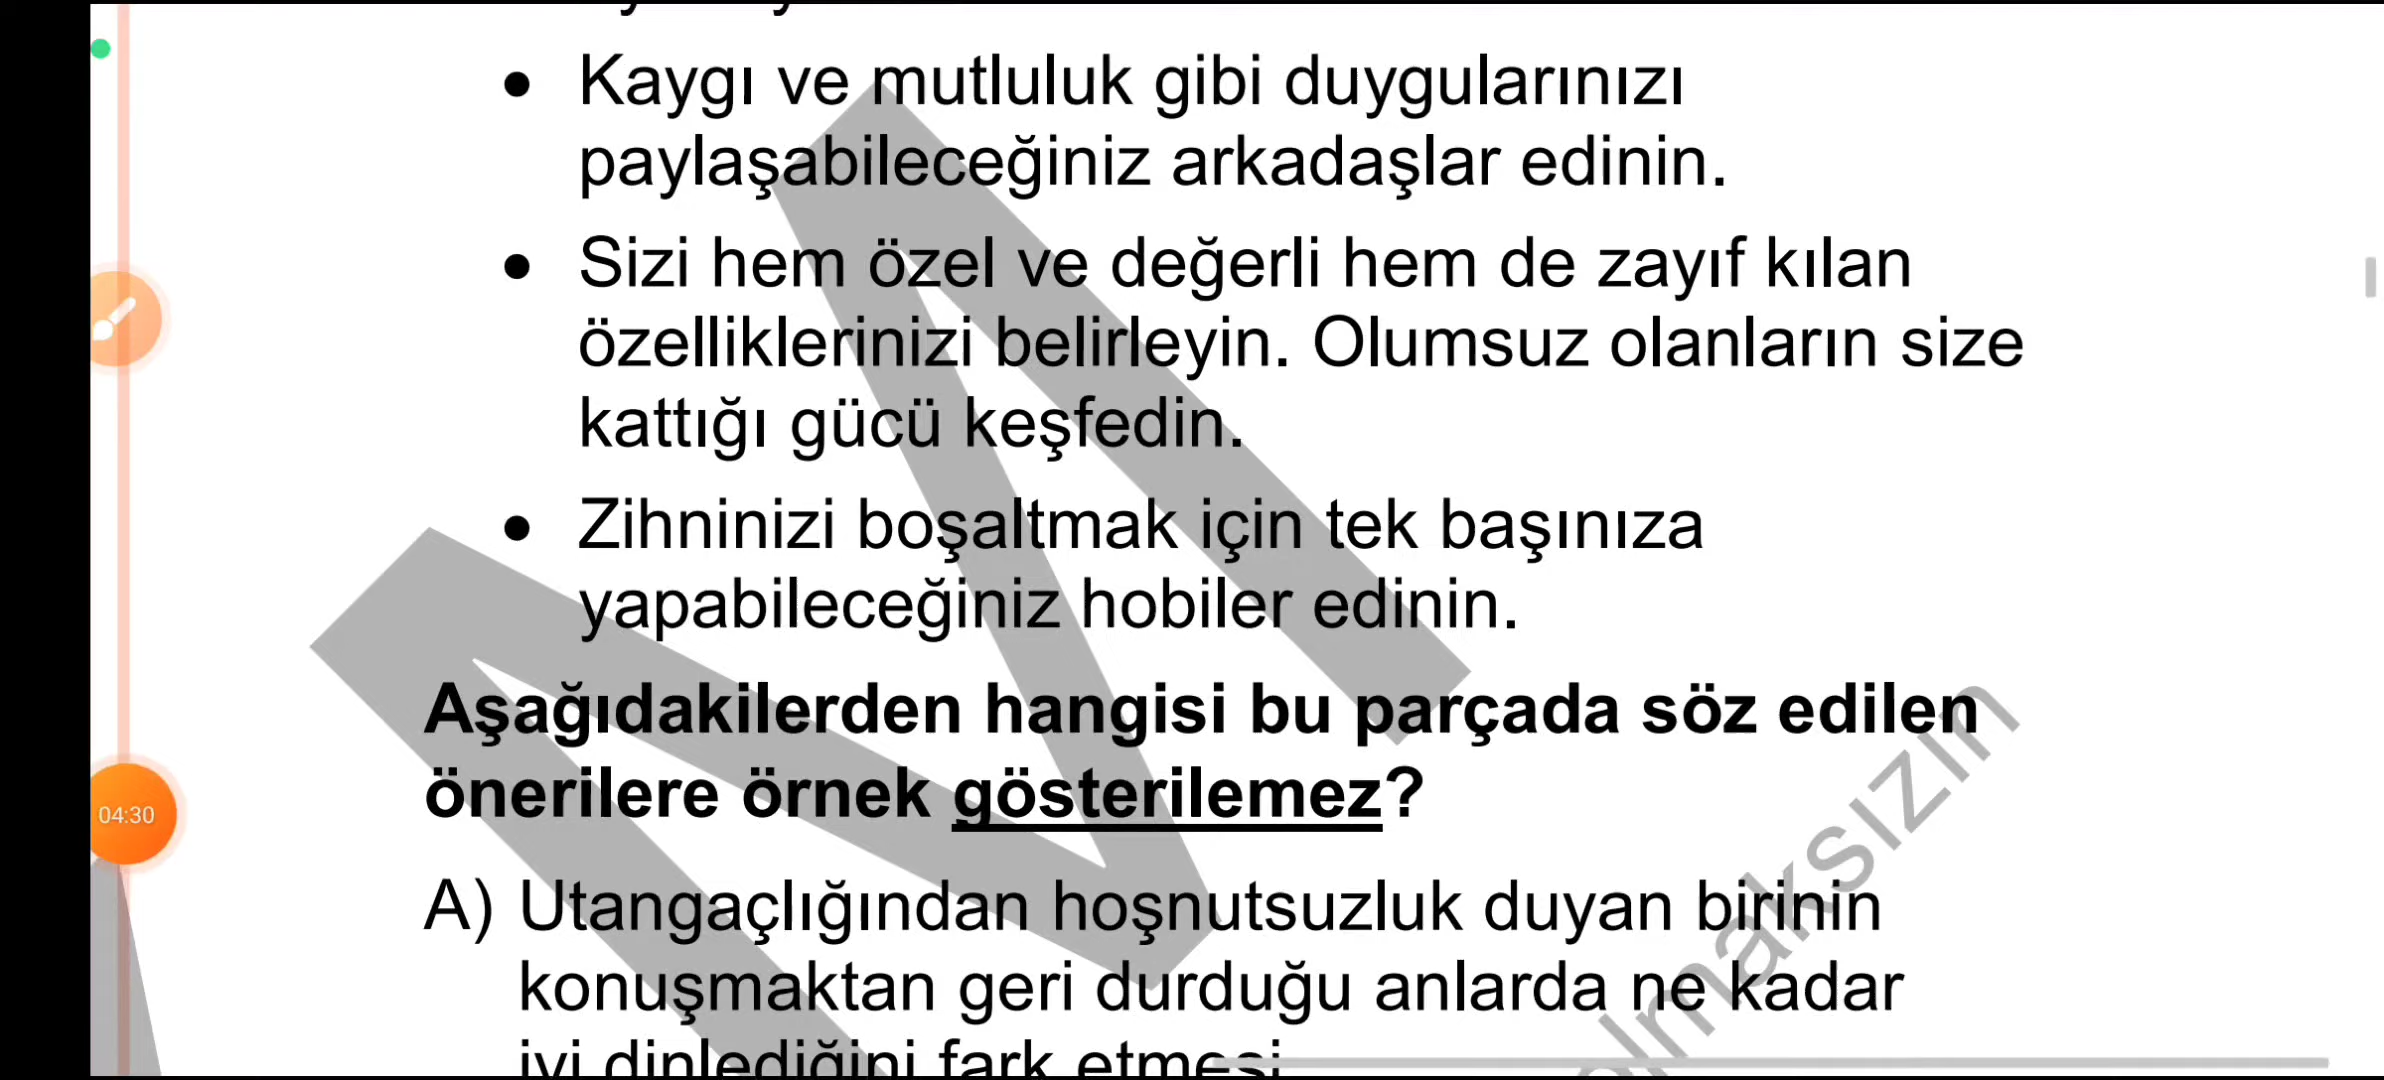 • Kaygı ve mutluluk gibi duygularınızı
paylaşabileceğiniz arkadaşlar edinin.
• Sizi hem özel ve değerli hem de zayıf kılan
özelliklerinizi belirleyin. Olumsuz olanların size
kattığı gücü keşfedin.
• Zihninizi boşaltmak için tek başınıza
yapabileceğiniz hobiler edinin.
Aşağıdakilerden hangisi bu parçada söz edilen
önerilere örnek gösterilemez?
04:30
A) Utangaçlığından hoşnutsuzluk duyan birinin
konuşmaktan geri durduğu anlarda ne kadar
iyi dinlediğini fark etmesi